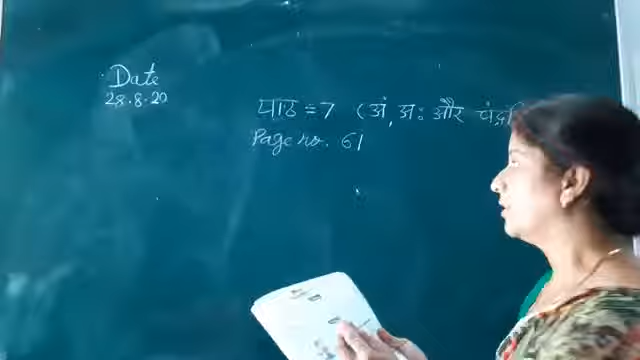 Date
28.8.20
पाठ = 7 (अं, अः और
Page no. 61